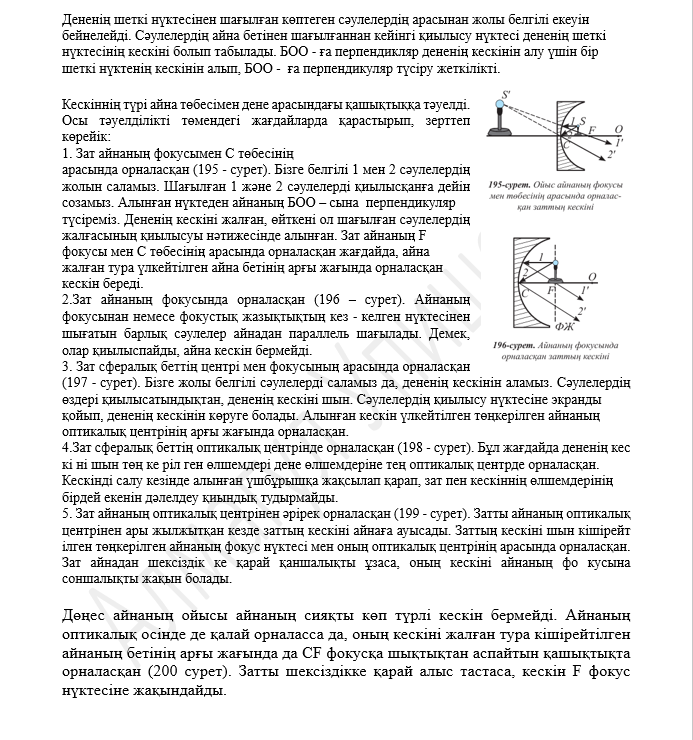 Дененің шеткі нүктесінен шағылған көптеген сәулелердің арасынан жолы белгілі екеуін
бейнелейді. Сәулелердің айна бетінен шағылғаннан кейінгі қиылысу нүктесі дененің шеткі
нүктесінің кескіні болып табылады. БОО - ға перпендикляр дененің кескінін алу үшін бір
шеткі нүктенің кескінін алып, БОО - ға перпендикуляр түсіру жеткілікті.
Кескіннің түрі айна төбесімен дене арасындағы қашықтыққа тәуелді.
Осы тәуелділікті төмендегі жағдайларда қарастырып, зерттеп
көрейік:
1. Зат айнаның фокусымен С төбесінің
арасында орналасқан (195 - сурет). Бізге белгілі 1 мен 2 сәулелердің
жолын саламыз. Шағылған 1 және 2 сәулелерді қиылысқанға дейін
созамыз. Алынған нүктеден айнаның БОО – сына перпендикуляр
түсіреміз. Дененің кескіні жалған, өйткені ол шағылған сәулелердің
жалғасының қиылысуы нәтижесінде алынған. Зат айнаның F
фокусы мен С төбесінің арасында орналасқан жағдайда, айна
жалған тура үлкейтілген айна бетінің арғы жағында орналасқан
кескін береді.
2.Зат айнаның фокусында орналасқан (196 – сурет). Айнаның
фокусынан немесе фокустық жазықтықтың кез - келген нүктесінен
шығатын барлық сәулелер айнадан параллель шағылады. Демек,
олар қиылыспайды, айна кескін бермейді.
3. Зат сфералық беттің центрі мен фокусының арасында орналасқан
(197 - сурет). Бізге жолы белгілі сәулелерді саламыз да, дененің кескінін аламыз. Сәулелердің
өздері қиылысатындықтан, дененің кескіні шын. Сәулелердің қиылысу нүктесіне экранды
қойып, дененің кескінін көруге болады. Алынған кескін үлкейтілген төңкерілген айнаның
оптикалық центрінің арғы жағында орналасқан.
4.Зат сфералық беттің оптикалық центрінде орналасқан (198 - сурет). Бұл жағдайда дененің кес
кі ні шын төң ке ріл ген өлшемдері дене өлшемдеріне тең оптикалық центрде орналасқан.
Кескінді салу кезінде алынған үшбұрышқа жақсылап қарап, зат пен кескіннің өлшемдерінің
бірдей екенін дәлелдеу қиындық тудырмайды.
5. Зат айнаның оптикалық центрінен әрірек орналасқан (199 - сурет). Затты айнаның оптикалық
центрінен ары жылжытқан кезде заттың кескіні айнаға ауысады. Заттың кескіні шын кішірейт
ілген төңкерілген айнаның фокус нүктесі мен оның оптикалық центрінің арасында орналасқан.
Зат айнадан шексіздік ке қарай қаншалықты ұзаса, оның кескіні айнаның фо кусына
соншалықты жақын болады.
Дөңес айнаның ойысы айнаның сияқты көп түрлі кескін бермейді. Айнаның
оптикалық осінде де қалай орналасса да, оның кескіні жалған тура кішірейтілген
айнаның бетінің арғы жағында да CF фокусқа шықтықтан аспайтын қашықтықта
орналасқан (200 сурет). Затты шексіздікке қарай алыс тастаса, кескін F фокус
нүктесіне жақындайды.
S'
1
S
C
F
O
1'
2'
195-сурет. Ойыс айнаның фокусы
мен төбесінің арасында орналас-
қан заттың кескіні
1
2
C
F
O
1'
2'
ФЖ
196-сурет. Айнаның фокусында
орналасқан заттың кескіні